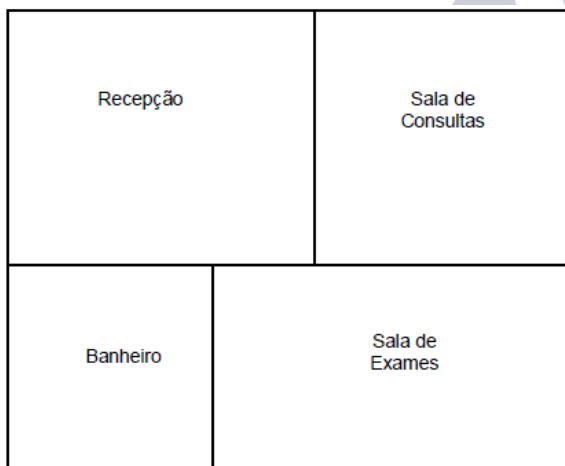 Recepção
Sala de
Consultas
Banheiro
Sala de
Exames